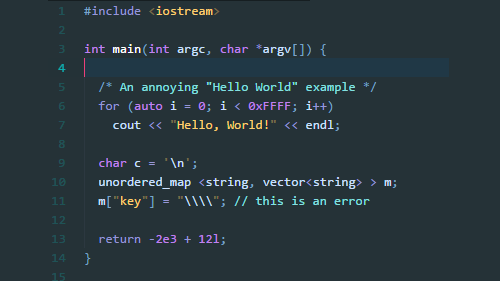 1 #include <iostream>
2
3 int main(int argc, char *argv[]) {
4
5 /* An annoying "Hello World" example */
6 for (auto i = 0; i < 0xFFFF; i++)
7 cout << "Hello, World!" << endl;
8
9 char c = '\n';
10 unordered_map <string, vector<string> > m;
11 m["key"] = "\\\\"; // this is an error
12
13 return -2e3 + 12l;
14 }
15